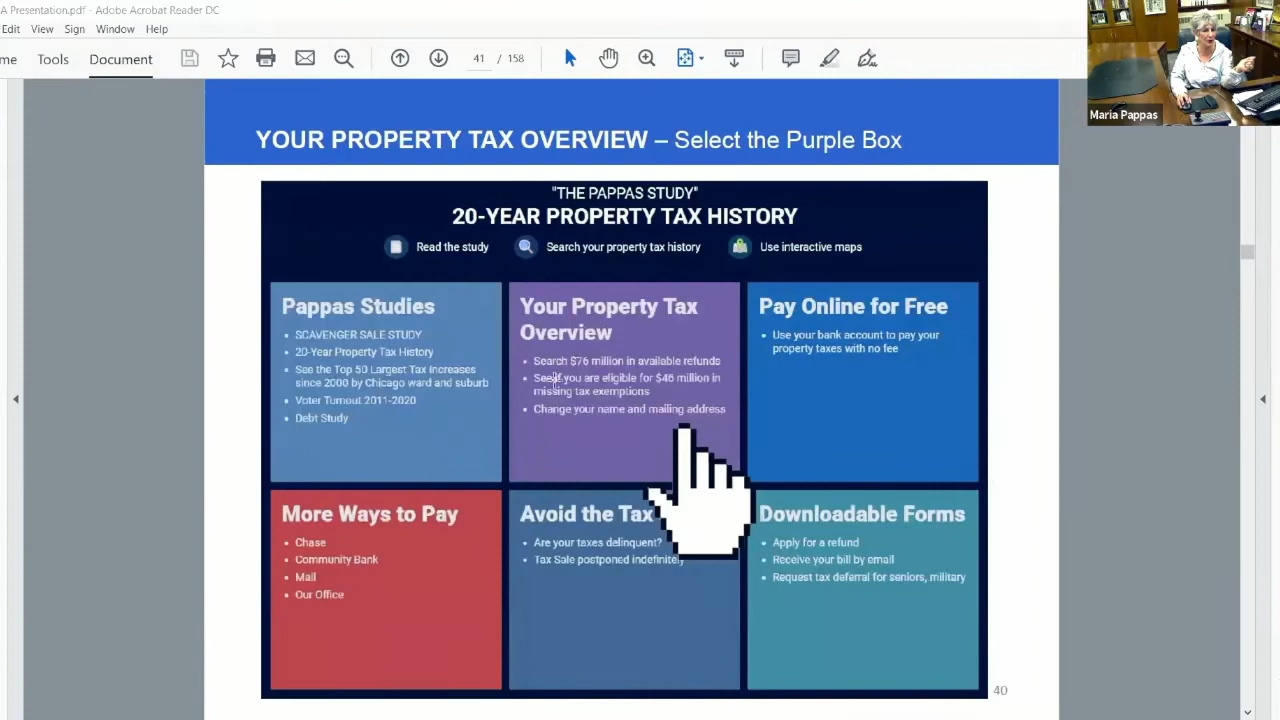 A Presentation.pdf - Adobe Acrobat Reader DC
Edit View Sign Window Help
me Tools Document 41 / 158
Maria Pappas
YOUR PROPERTY TAX OVERVIEW – Select the Purple Box
"THE PAPPAS STUDY"
20-YEAR PROPERTY TAX HISTORY
Read the study Search your property tax history Use interactive maps
Pappas Studies
• SCAVENGER SALE STUDY
• 20-Year Property Tax History
• See the Top 50 Largest Tax Increases
since 2000 by Chicago ward and suburb
• Voter Turnout 2011-2020
• Debt Study
Your Property Tax
Overview
• Search $76 million in available refunds
• See if you are eligible for $46 million in
missing tax exemptions
• Change your name and mailing address
Pay Online for Free
• Use your bank account to pay your
property taxes with no fee
More Ways to Pay
• Chase
• Community Bank
• Mail
• Our Office
Avoid the Tax
• Are your taxes delinquent?
• Tax Sale postponed indefinitely
Downloadable Forms
• Apply for a refund
• Receive your bill by email
• Request tax deferral for seniors, military
40